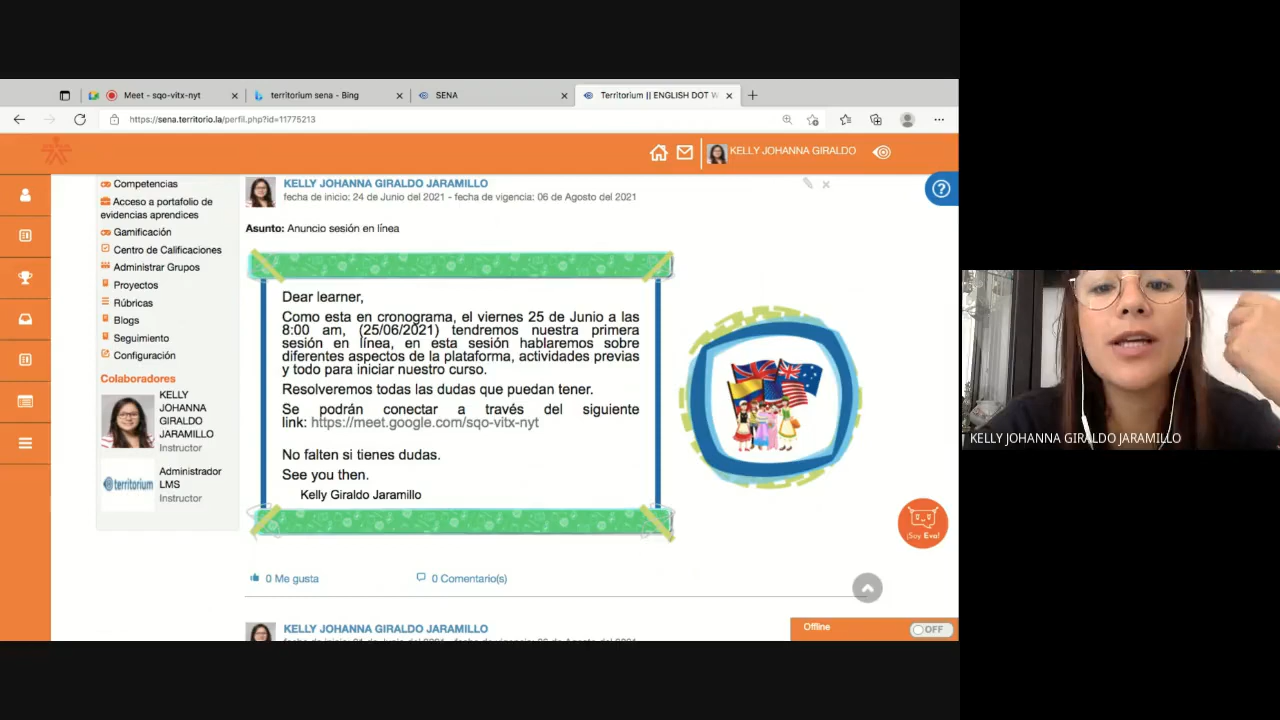 Meet - sqo-vitx-nyt
territorium sena - Bing
SENA
Territorium || ENGLISH DOT W
https://sena.territorio.la/perfil.php?id=11775213
KELLY JOHANNA GIRALDO
Competencias
Acceso a portafolio de
evidencias aprendices
Gamificación
Centro de Calificaciones
Administrar Grupos
Proyectos
Rúbricas
Blogs
Seguimiento
Configuración
Colaboradores
KELLY
JOHANNA
GIRALDO
JARAMILLO
Instructor
territorium
Administrador
LMS
Instructor
KELLY JOHANNA GIRALDO JARAMILLO
fecha de inicio: 24 de Junio del 2021 - fecha de vigencia: 06 de Agosto del 2021
Asunto: Anuncio sesión en línea
Dear learner,
Como esta en cronograma, el viernes 25 de Junio a las
8:00 am, (25/06/2021) tendremos nuestra primera
sesión en línea, en esta sesión hablaremos sobre
diferentes aspectos de la plataforma, actividades previas
y todo para iniciar nuestro curso.
Resolveremos todas las dudas que puedan tener.
Se podrán conectar a través del siguiente
link: https://meet.google.com/sqo-vitx-nyt
No falten si tienes dudas.
See you then.
Kelly Giraldo Jaramillo
0 Me gusta
0 Comentario(s)
KELLY JOHANNA GIRALDO JARAMILLO
¡Soy Evo!
Offline
OFF
KELLY JOHANNA GIRALDO JARAMILLO